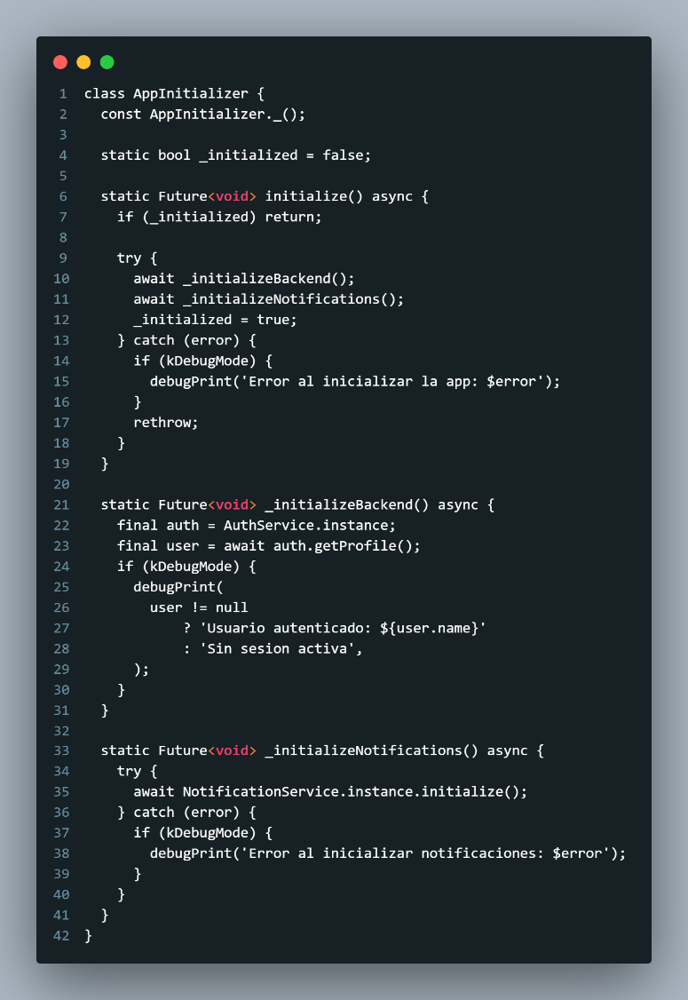 1 class AppInitializer {
2   const AppInitializer._();
3
4   static bool _initialized = false;
5
6   static Future<void> initialize() async {
7     if (_initialized) return;
8
9     try {
10       await _initializeBackend();
11       await _initializeNotifications();
12       _initialized = true;
13     } catch (error) {
14       if (kDebugMode) {
15         debugPrint('Error al inicializar la app: $error');
16       }
17       rethrow;
18     }
19   }
20
21   static Future<void> _initializeBackend() async {
22     final auth = AuthService.instance;
23     final user = await auth.getProfile();
24     if (kDebugMode) {
25       debugPrint(
26         user != null
27             ? 'Usuario autenticado: ${user.name}'
28             : 'Sin sesion activa',
29       );
30     }
31   }
32
33   static Future<void> _initializeNotifications() async {
34     try {
35       await NotificationService.instance.initialize();
36     } catch (error) {
37       if (kDebugMode) {
38         debugPrint('Error al inicializar notificaciones: $error');
39       }
40     }
41   }
42 }